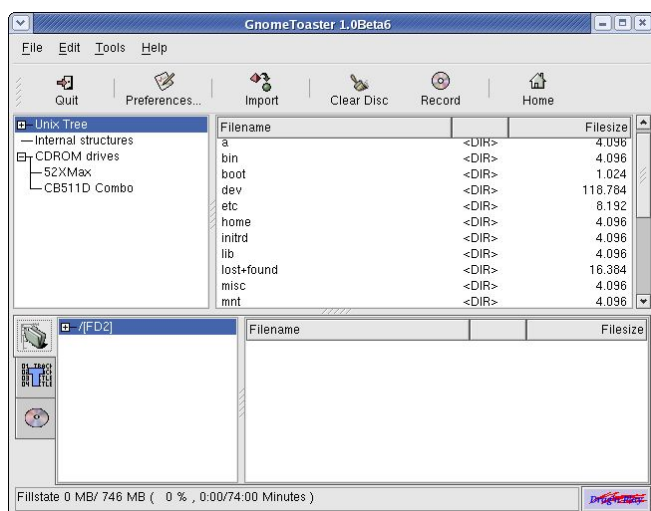 GnomeToaster 1.0Beta6
File Edit Tools Help
Quit Preferences... Import Clear Disc Record Home
Unix Tree
Internal structures
CDROM drives
52XMax
CB511D Combo
Filename Filesize
a <DIR> 4.096
bin <DIR> 4.096
boot <DIR> 1.024
dev <DIR> 118.784
etc <DIR> 8.192
home <DIR> 4.096
initrd <DIR> 4.096
lib <DIR> 4.096
lost+found <DIR> 16.384
misc <DIR> 4.096
mnt <DIR> 4.096
/[FD2]
Filename Filesize
Fillstate 0 MB/ 746 MB ( 0 % , 0:00/74:00 Minutes )